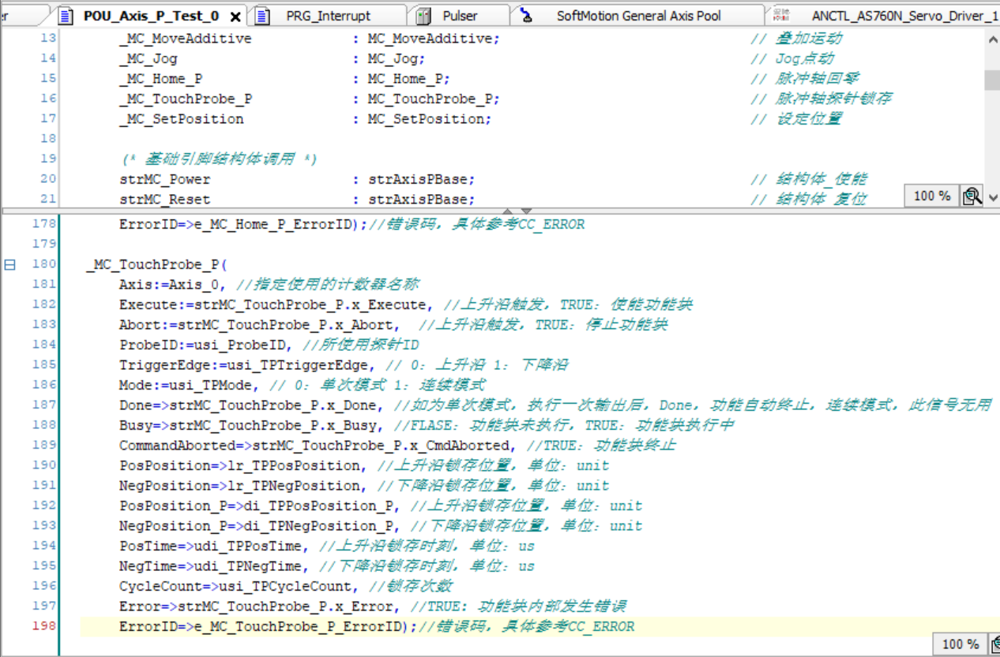 er POU_Axis_P_Test_0 PRG_Interrupt Pulser SoftMotion General Axis Pool ANCTL_AS760N_Servo_Driver_1
13 _MC_MoveAdditive : MC_MoveAdditive; // 叠加运动
14 _MC_Jog : MC_Jog; // Jog点动
15 _MC_Home_P : MC_Home_P; // 脉冲轴回零
16 _MC_TouchProbe_P : MC_TouchProbe_P; // 脉冲轴探针锁存
17 _MC_SetPosition : MC_SetPosition; // 设定位置
18
19 (* 基础引脚结构体调用 *)
20 strMC_Power : strAxisPBase; // 结构体_使能
21 strMC_Reset : strAxisPBase; // 结构体 复位
100 %
178 ErrorID=>e_MC_Home_P_ErrorID);//错误码，具体参考CC_ERROR
179
180 _MC_TouchProbe_P(
181 Axis:=Axis_0, //指定使用的计数器名称
182 Execute:=strMC_TouchProbe_P.x_Execute, //上升沿触发，TRUE：使能功能块
183 Abort:=strMC_TouchProbe_P.x_Abort, //上升沿触发，TRUE：停止功能块
184 ProbeID:=usi_ProbeID, //所使用探针ID
185 TriggerEdge:=usi_TPTriggerEdge, // 0：上升沿 1：下降沿
186 Mode:=usi_TPMode, // 0：单次模式 1：连续模式
187 Done=>strMC_TouchProbe_P.x_Done, //如为单次模式，执行一次输出后，Done，功能自动终止，连续模式，此信号无用
188 Busy=>strMC_TouchProbe_P.x_Busy, //FLASE：功能块未执行，TRUE：功能块执行中
189 CommandAborted=>strMC_TouchProbe_P.x_CmdAborted, //TRUE：功能块终止
190 PosPosition=>lr_TPPosPosition, //上升沿锁存位置，单位：unit
191 NegPosition=>lr_TPNegPosition, //下降沿锁存位置，单位：unit
192 PosPosition_P=>di_TPPosPosition_P, //上升沿锁存位置，单位：unit
193 NegPosition_P=>di_TPNegPosition_P, //下降沿锁存位置，单位：unit
194 PosTime=>udi_TPPosTime, //上升沿锁存时刻，单位：us
195 NegTime=>udi_TPNegTime, //下降沿锁存时刻，单位：us
196 CycleCount=>usi_TPCycleCount, //锁存次数
197 Error=>strMC_TouchProbe_P.x_Error, //TRUE：功能块内部发生错误
198 ErrorID=>e_MC_TouchProbe_P_ErrorID);//错误码，具体参考CC_ERROR
100 %